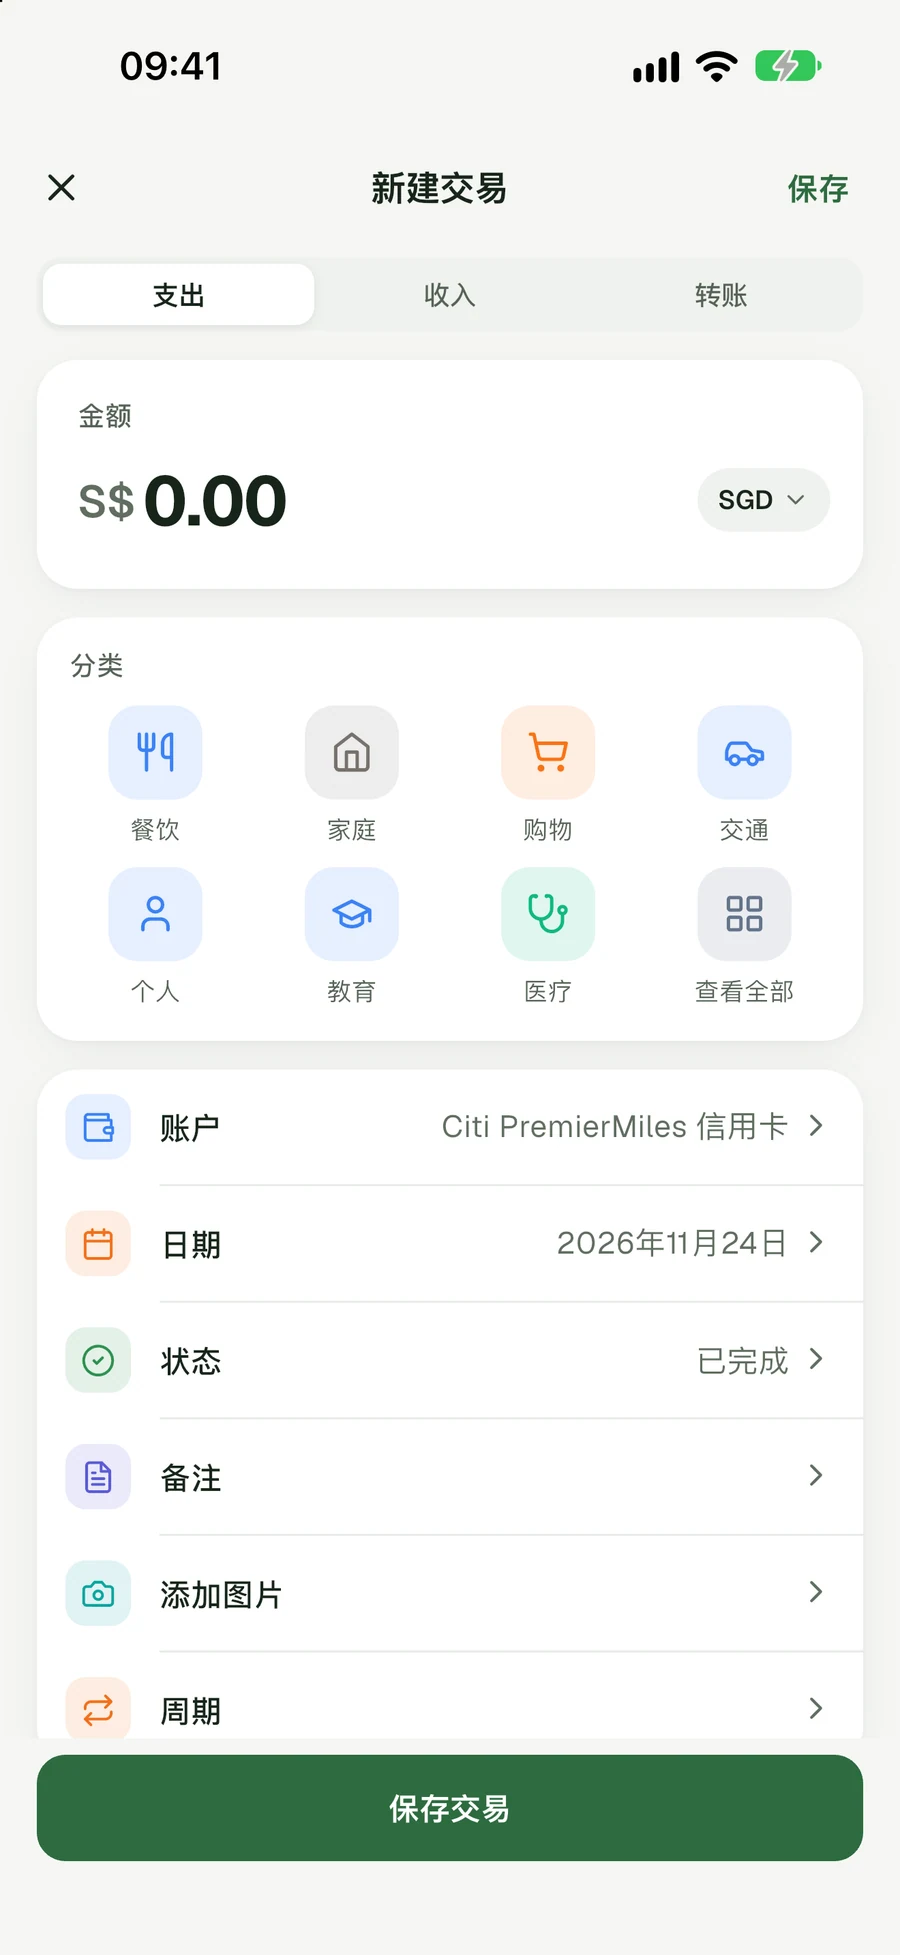 09:41
新建交易
保存
支出
收入
转账
金额
S$ 0.00
SGD
分类
餐饮
家庭
购物
交通
个人
教育
医疗
查看全部
账户
Citi PremierMiles 信用卡
日期
2026年11月24日
状态
已完成
备注
添加图片
周期
保存交易